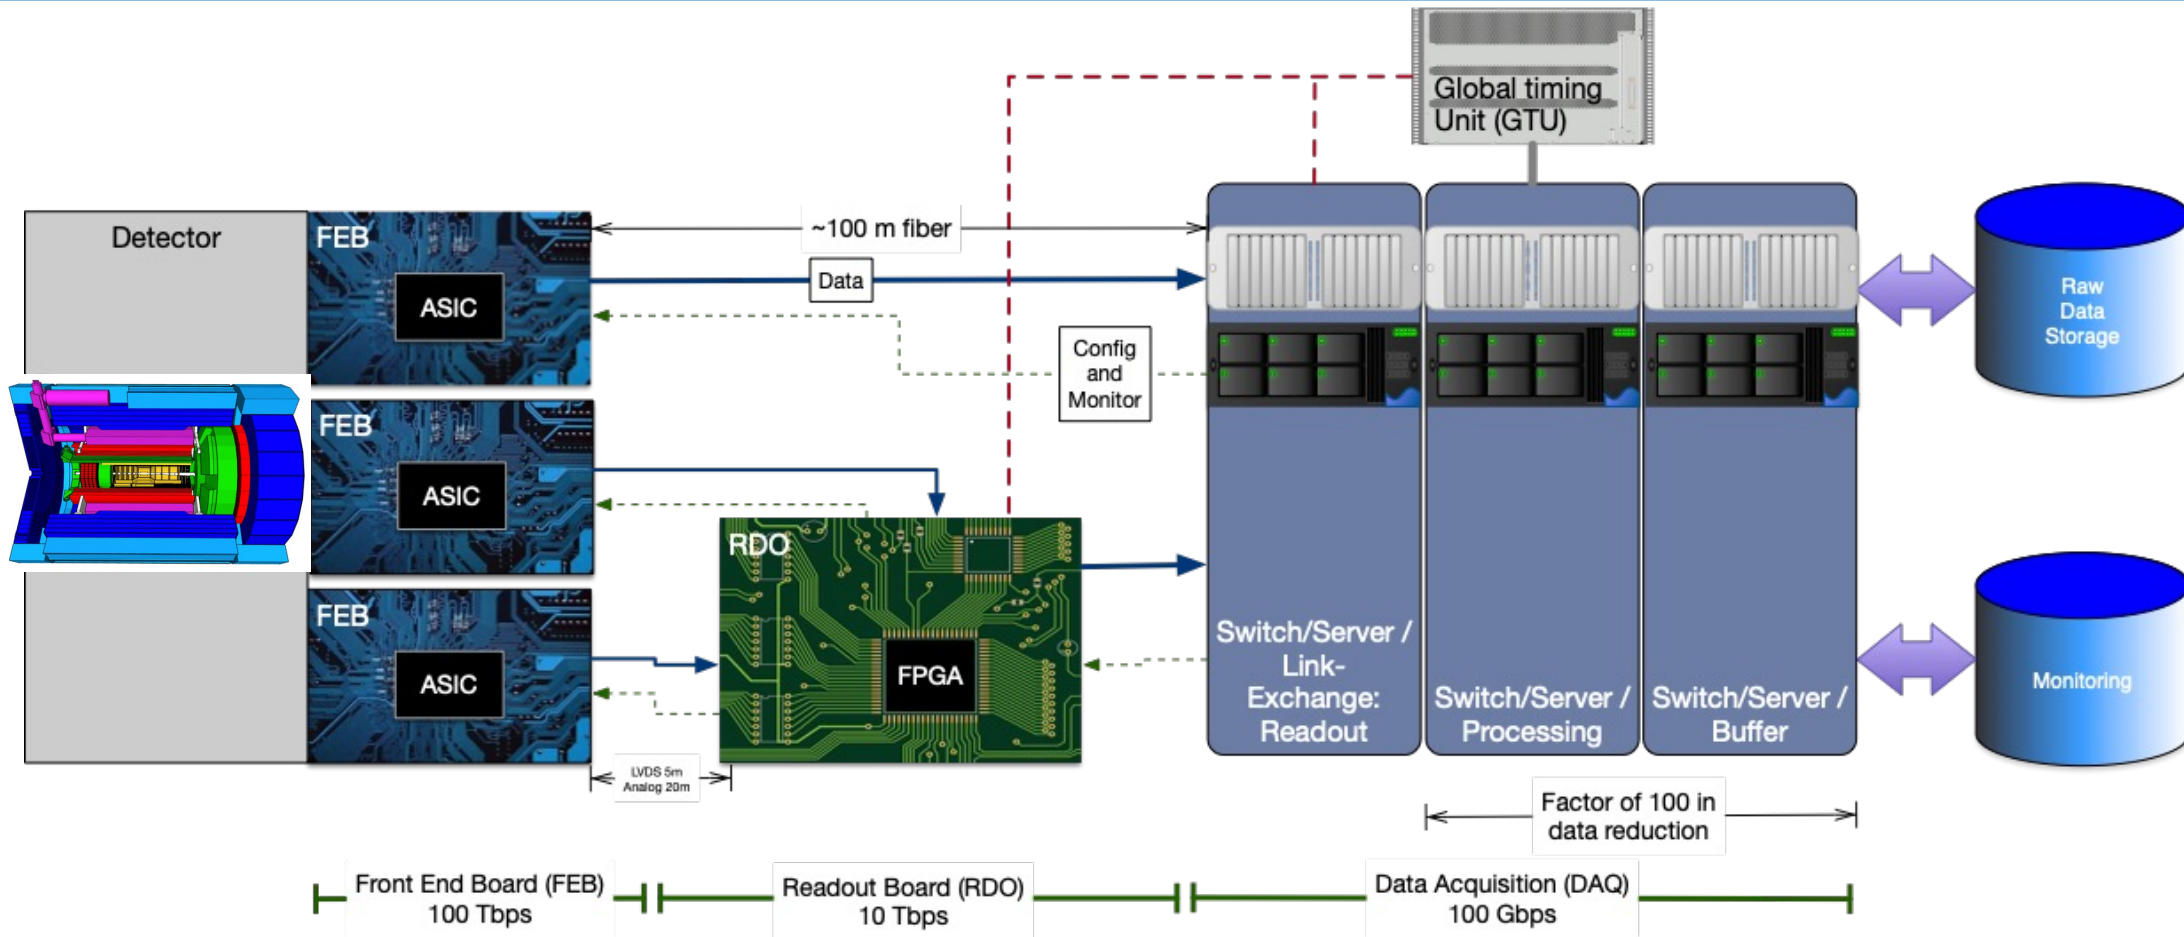 Global timing
Unit (GTU)
Detector
FEB
ASIC
~100 m fiber
Data
Config
and
Monitor
FEB
ASIC
FEB
ASIC
RDO
FPGA
LVDS 5m
Analog 20m
Switch/Server /
Link-
Exchange:
Readout
Switch/Server /
Processing
Switch/Server /
Buffer
Raw
Data
Storage
Monitoring
Factor of 100 in
data reduction
Front End Board (FEB)
100 Tbps
Readout Board (RDO)
10 Tbps
Data Acquisition (DAQ)
100 Gbps